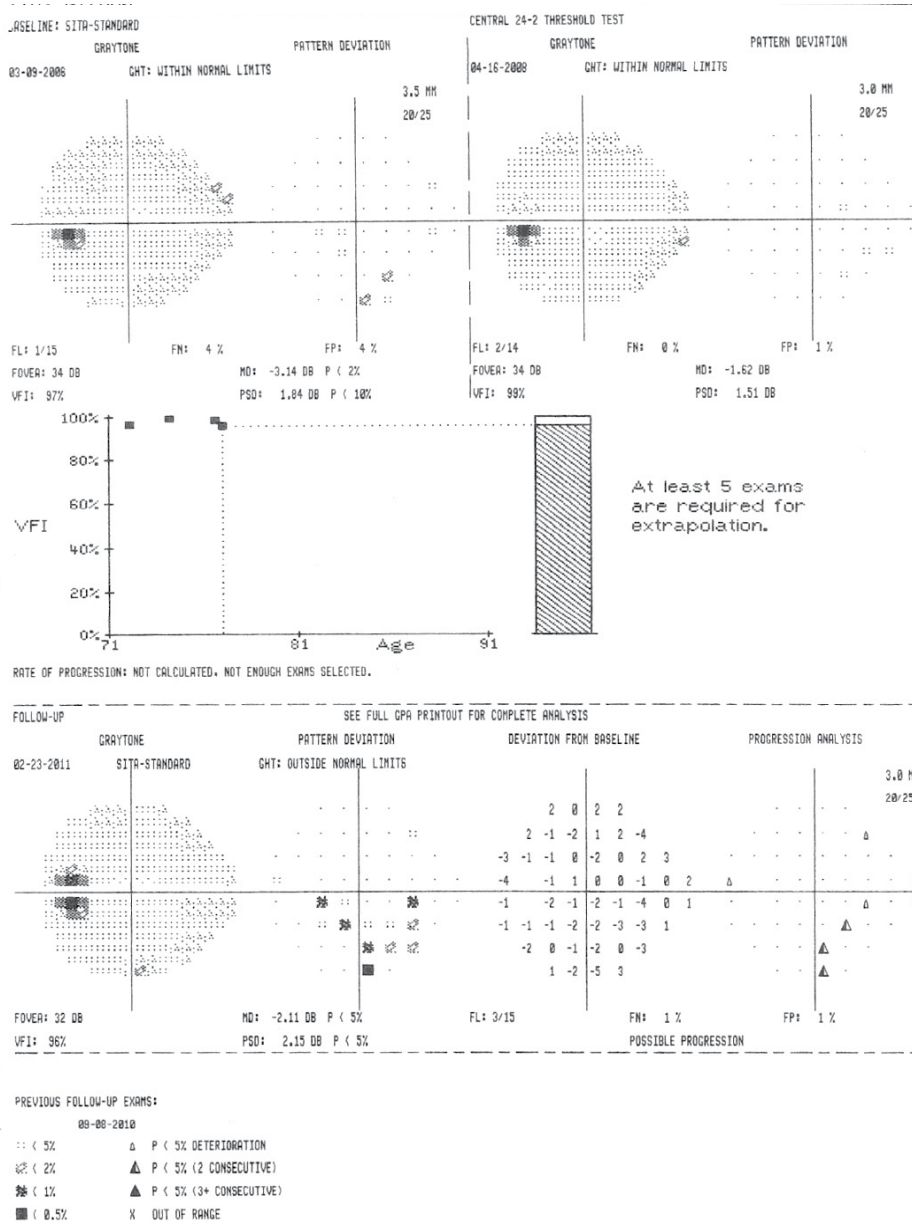 BASELINE: SITA-STANDARD CENTRAL 24-2 THRESHOLD TEST
GRAYTONE PATTERN DEVIATION GRAYTONE PATTERN DEVIATION
03-09-2006 GHT: WITHIN NORMAL LIMITS 04-16-2008 GHT: WITHIN NORMAL LIMITS
3.5 MM 3.0 MM
20/25 20/25
FL: 1/15 FN: 4 % FP: 4 % FL: 2/14 FN: 0 % FP: 1 %
FOVEA: 34 DB MD: -3.14 DB P < 2% FOVEA: 34 DB MD: -1.62 DB
VFI: 97% PSD: 1.84 DB P < 10% VFI: 99% PSD: 1.51 DB
100%
80%
60%
VFI
40%
20%
0%
71 81 Age 91
At least 5 exams
are required for
extrapolation.
RATE OF PROGRESSION: NOT CALCULATED. NOT ENOUGH EXAMS SELECTED.
FOLLOW-UP SEE FULL GPA PRINTOUT FOR COMPLETE ANALYSIS
GRAYTONE PATTERN DEVIATION DEVIATION FROM BASELINE PROGRESSION ANALYSIS
02-23-2011 SITA-STANDARD GHT: OUTSIDE NORMAL LIMITS
3.0 M
20/25
2 0 2 2
2 -1 -2 1 2 -4
-3 -1 -1 0 -2 0 2 3
-4 -1 1 0 0 -1 0 2
-1 -2 -1 -2 -1 -4 0 1
-1 -1 -1 -2 -2 -3 -3 1
-2 0 -1 -2 0 -3
1 -2 -5 3
FOVEA: 32 DB MD: -2.11 DB P < 5% FL: 3/15 FN: 1 % FP: 1 %
VFI: 96% PSD: 2.15 DB P < 5% POSSIBLE PROGRESSION
PREVIOUS FOLLOW-UP EXAMS:
09-08-2010
< 5% P < 5% DETERIORATION
< 2% P < 5% (2 CONSECUTIVE)
< 1% P < 5% (3+ CONSECUTIVE)
< 0.5% X OUT OF RANGE